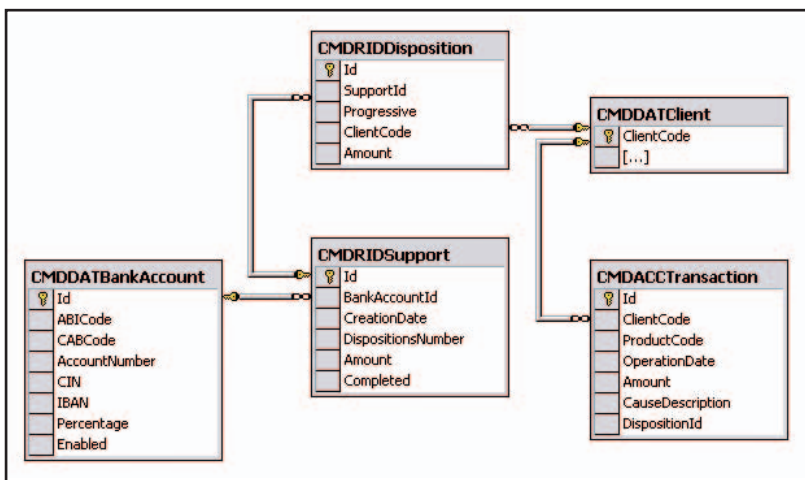 CMDRIDDisposition
Id
SupportId
Progressive
ClientCode
Amount
CMDDATClient
ClientCode
[...]
CMDRIDSupport
Id
BankAccountId
CreationDate
DispositionsNumber
Amount
Completed
CMDDATBankAccount
Id
ABICode
CABCode
AccountNumber
CIN
IBAN
Percentage
Enabled
CMDACCTransaction
Id
ClientCode
ProductCode
OperationDate
Amount
CauseDescription
DispositionId